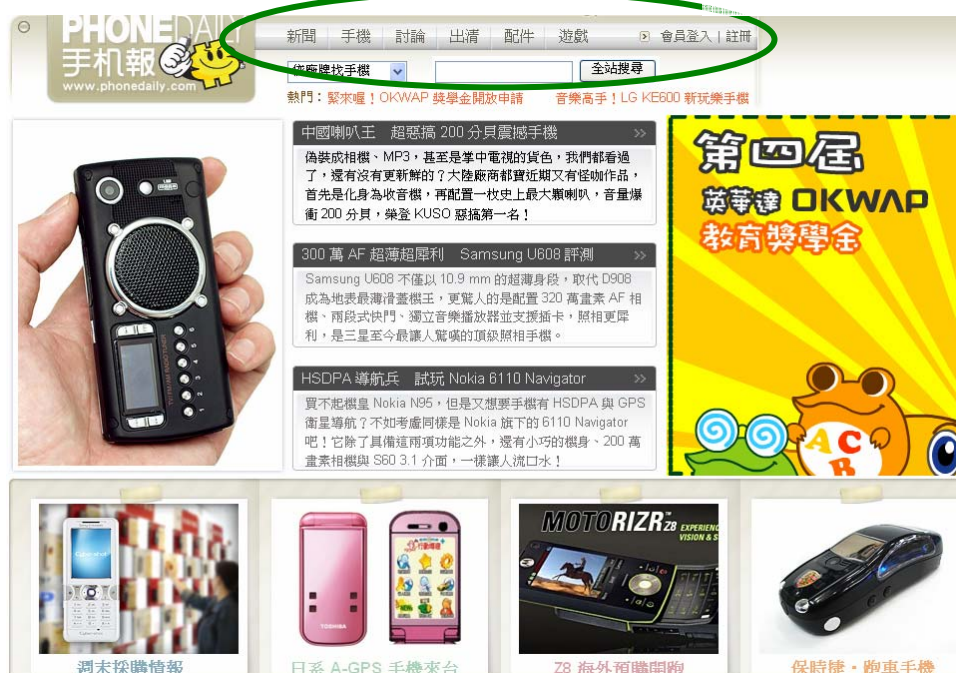 PHONEDAILY
手机報
www.phonedaily.com
新聞 手機 討論 出清 配件 遊戲 會員登入 | 註冊
依廠牌找手機 全站搜尋
熱門：緊來喔！OKWAP 獎學金開放申請 音樂高手！LG KE600 新玩樂手機
中國喇叭王 超惡搞 200 分貝震撼手機 >>
偽裝成相機、MP3，甚至是掌中電視的貨色，我們都看過
了，還有沒有更新鮮的？大陸廠商都寶近期又有怪咖作品，
首先是化身為收音機，再配置一枚史上最大顆喇叭，音量爆
衝 200 分貝，榮登 KUSO 惡搞第一名！
300 萬 AF 超薄超犀利 Samsung U608 評測 >>
Samsung U608 不僅以 10.9 mm 的超薄身段，取代 D908
成為地表最薄滑蓋機王，更驚人的是配置 320 萬畫素 AF 相
機、兩段式快門、獨立音樂播放器並支援插卡，照相更犀
利，是三星至今最讓人驚嘆的頂級照相手機。
HSDPA 導航兵 試玩 Nokia 6110 Navigator >>
買不起機皇 Nokia N95，但是又想要手機有 HSDPA 與 GPS
衛星導航？不如考慮同樣是 Nokia 旗下的 6110 Navigator
吧！它除了具備這兩項功能之外，還有小巧的機身、200 萬
畫素相機與 S60 3.1 介面，一樣讓人流口水！
第四屆
英華達 OKWAP
教育獎學金
A C
B
Cyber-shot
TOSHIBA
MOTORIZR Z8 EXPERIENC
VISION & S
週末採購情報
日系 A-GPS 手機來台
Z8 海外預購開跑
保時捷·跑車手機